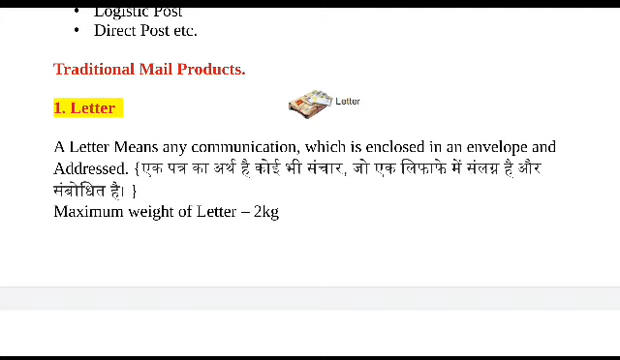 • Logistic Post
• Direct Post etc.
Traditional Mail Products.
1. Letter
Letter
A Letter Means any communication, which is enclosed in an envelope and
Addressed. {एक पत्र का अर्थ है कोई भी संचार, जो एक लिफाफे में संलग्न है और
संबोधित है। }
Maximum weight of Letter – 2kg